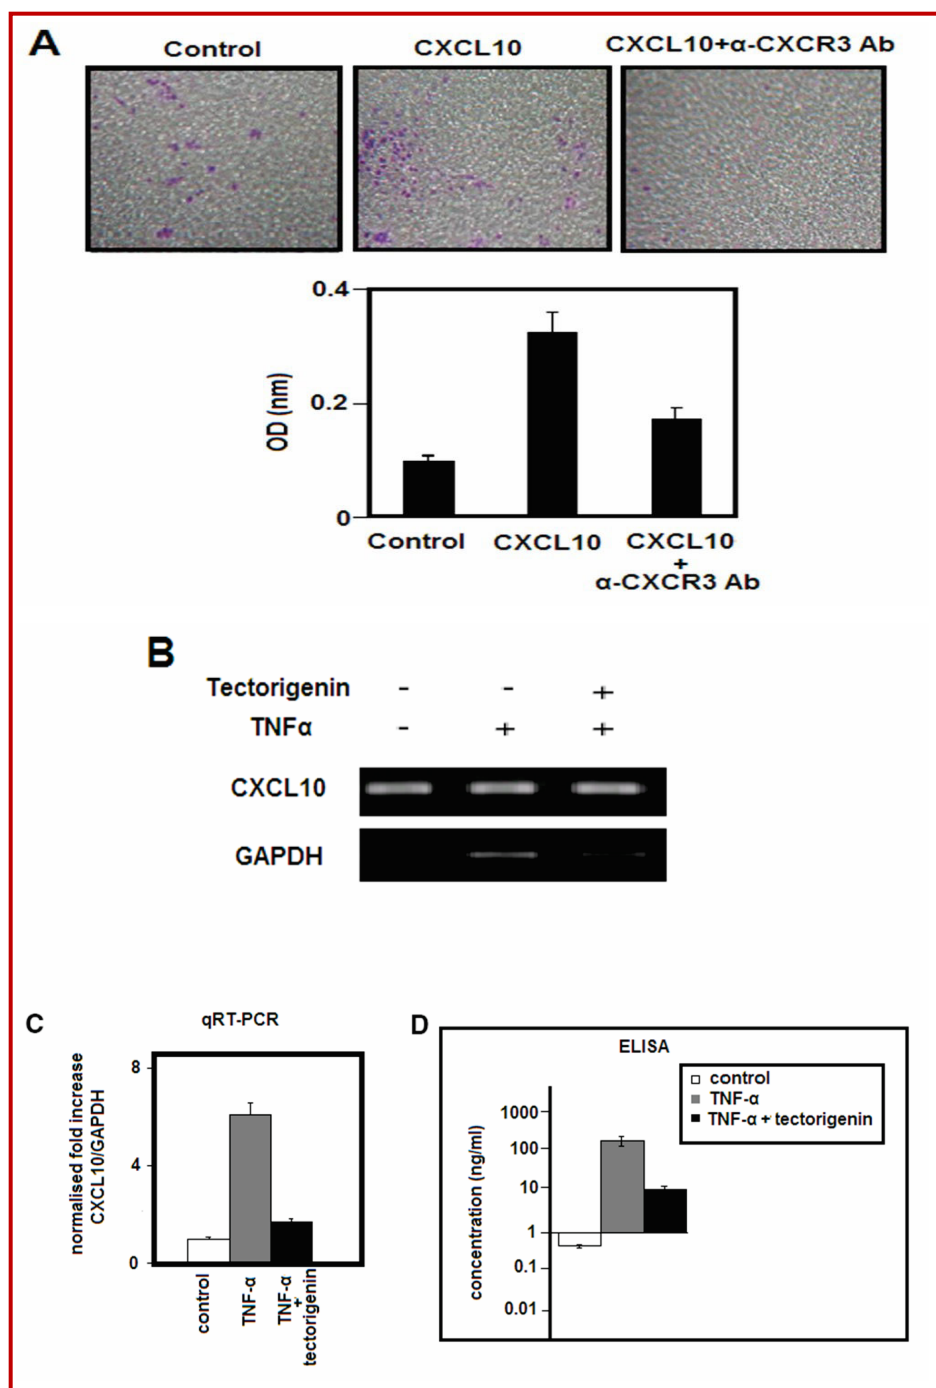 A
Control
CXCL10
CXCL10+α-CXCR3 Ab
0.4
0.2
0
OD (nm)
Control
CXCL10
CXCL10
+
α-CXCR3 Ab
B
Tectorigenin - - +
TNFα - + +
CXCL10
GAPDH
C
qRT-PCR
normalised fold increase
CXCL10/GAPDH
8
4
0
control
TNF-α
TNF-α
+
tectorigenin
D
ELISA
control
TNF-α
TNF-α + tectorigenin
concentration (ng/ml)
1000
100
10
1
0.1
0.01